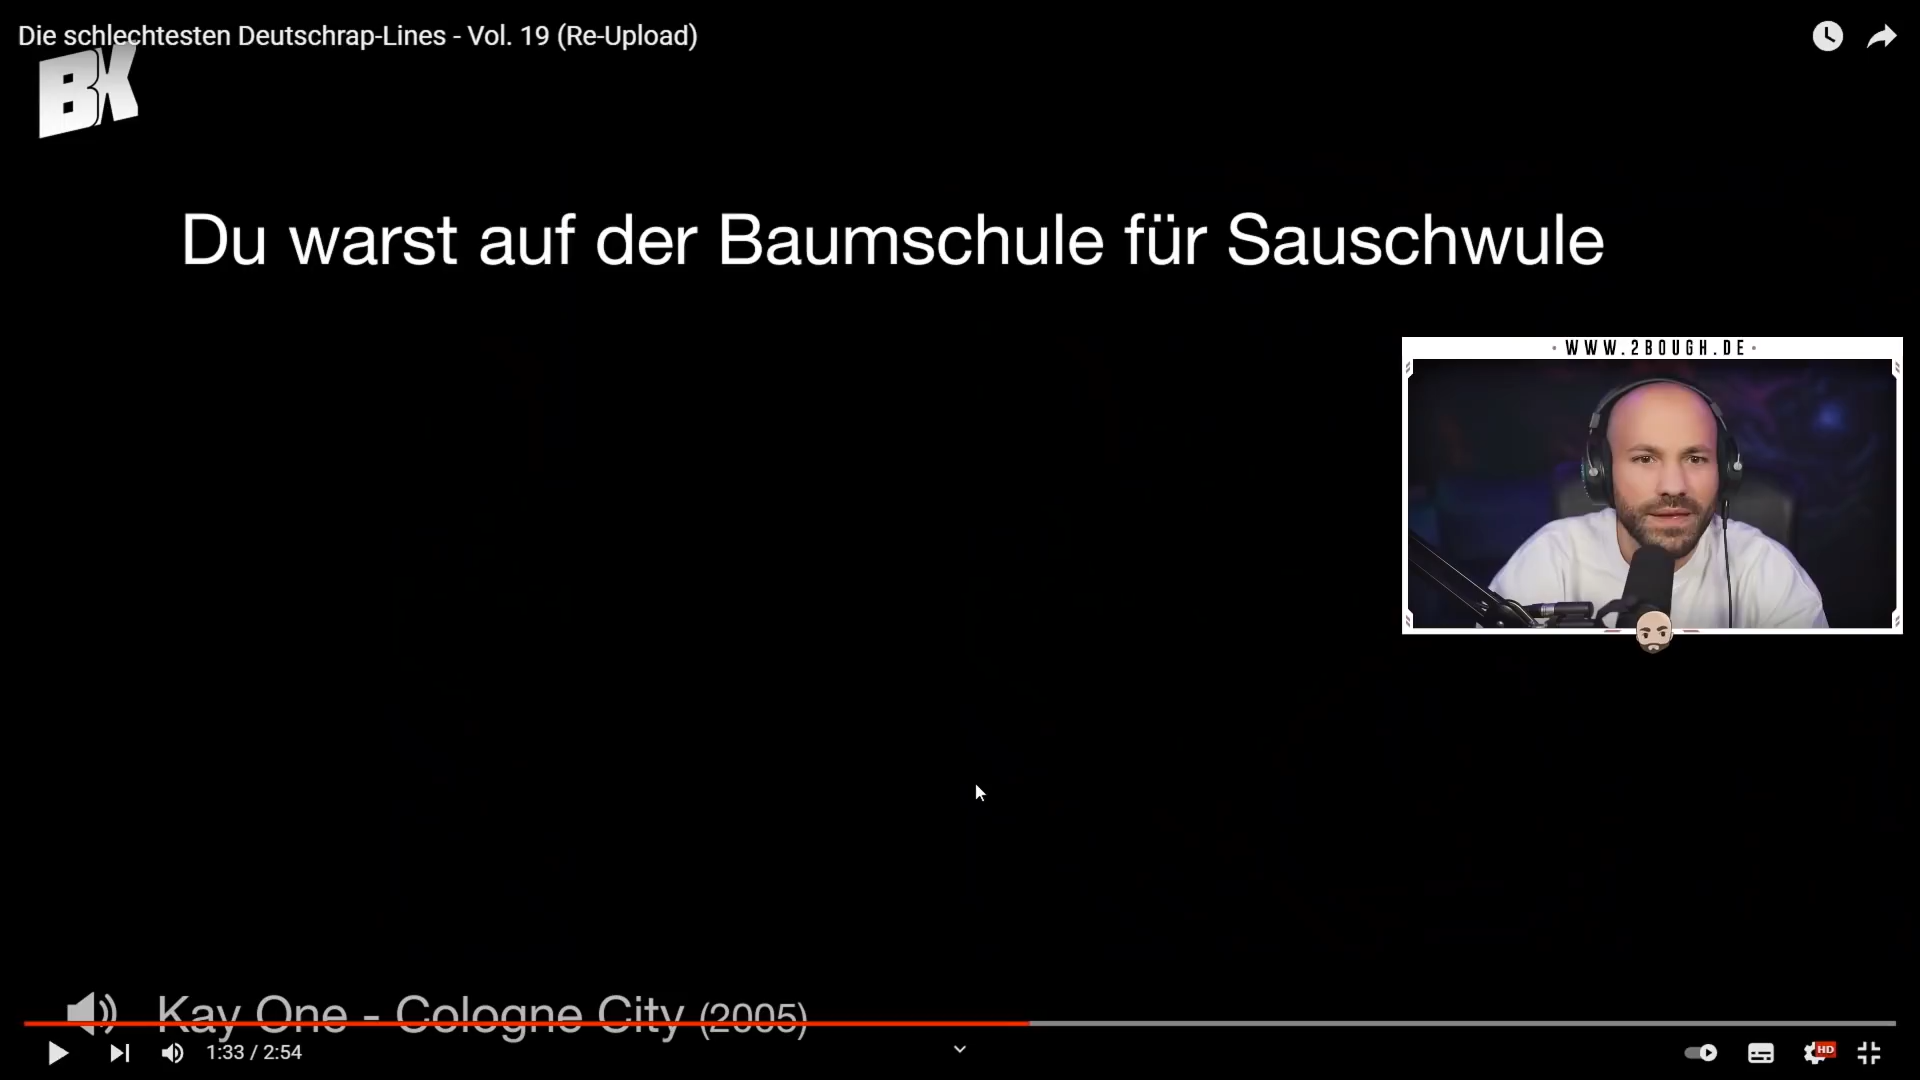 Die schlechtesten Deutschrap-Lines - Vol. 19 (Re-Upload)
BK
Du warst auf der Baumschule für Sauschwule
· WWW.2BOUGH.DE ·
Kay One - Cologne City (2005)
1:33 / 2:54
HD